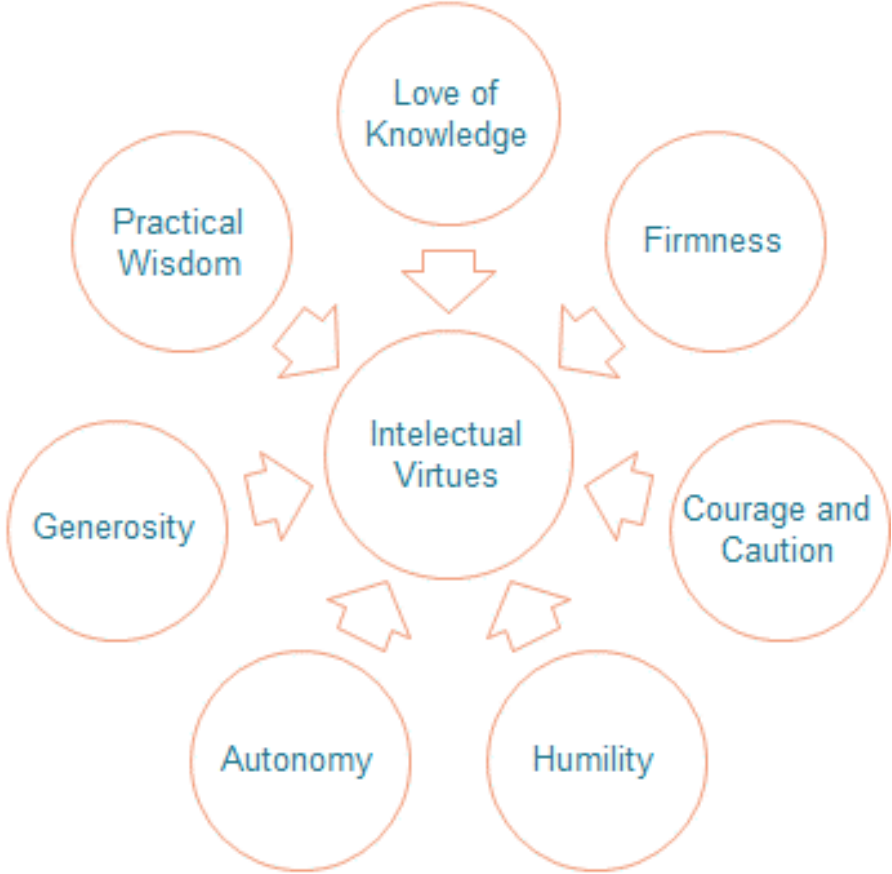 Love of
Knowledge
Practical
Wisdom
Firmness
Intelectual
Virtues
Generosity
Courage and
Caution
Autonomy
Humility